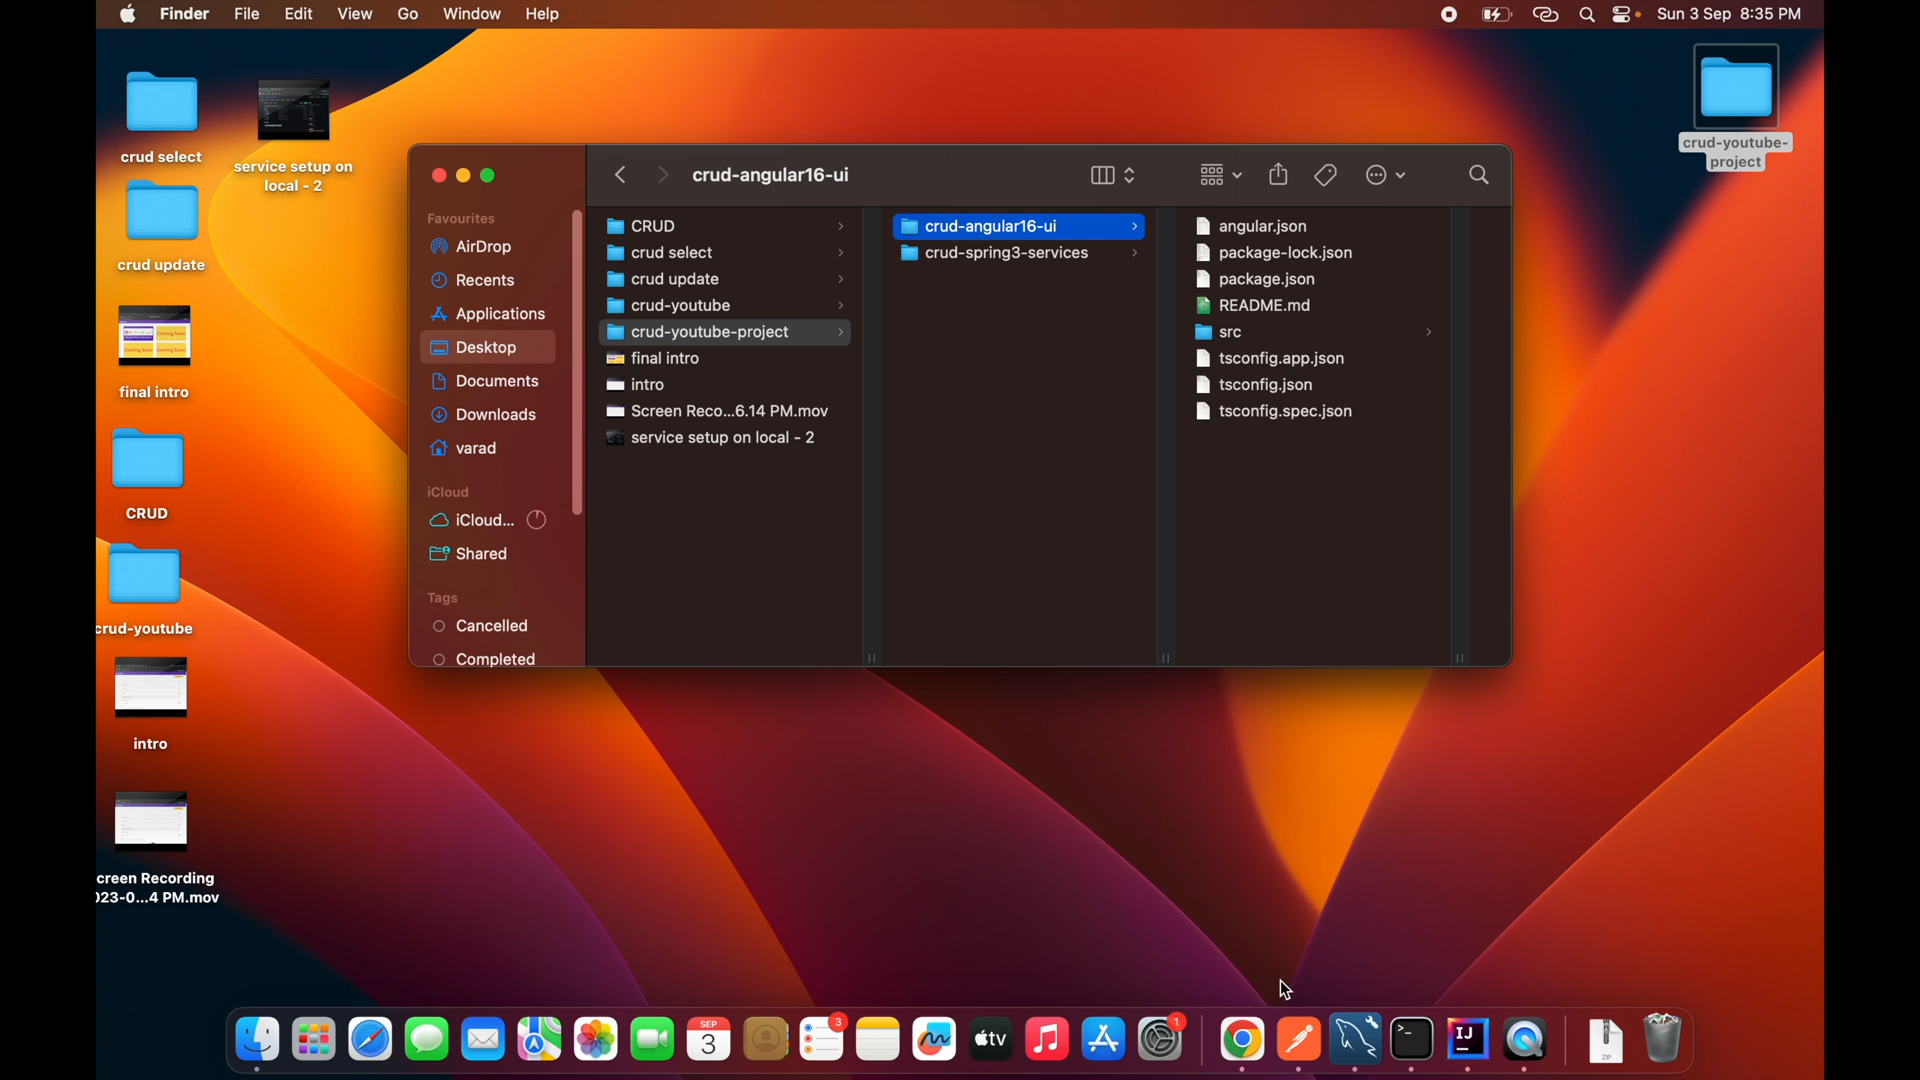 Finder File Edit View Go Window Help
Sun 3 Sep 8:35 PM
crud select
service setup on
local - 2
crud update
final intro
CRUD
crud-youtube
intro
creen Recording
023-0...4 PM.mov
crud-youtube-
project
crud-angular16-ui
Favourites
AirDrop
Recents
Applications
Desktop
Documents
Downloads
varad
iCloud
iCloud...
Shared
Tags
Cancelled
Completed
CRUD
crud select
crud update
crud-youtube
crud-youtube-project
final intro
intro
Screen Reco...6.14 PM.mov
service setup on local - 2
crud-angular16-ui
crud-spring3-services
angular.json
package-lock.json
package.json
README.md
src
tsconfig.app.json
tsconfig.json
tsconfig.spec.json
SEP
3
3
tv
1
>_
IJ
ZIP